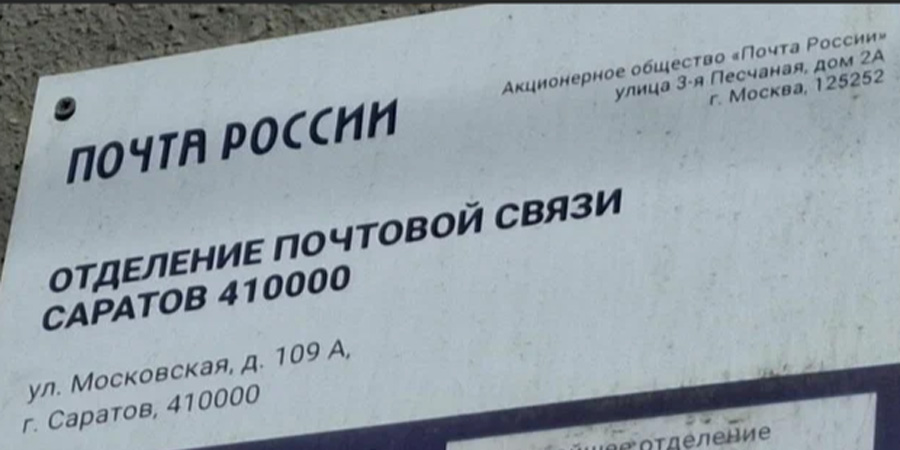 Акционерное общество «Почта России»
улица 3-я Песчаная, дом 2А
г. Москва, 125252
ПОЧТА РОССИИ
ОТДЕЛЕНИЕ ПОЧТОВОЙ СВЯЗИ
САРАТОВ 410000
ул. Московская, д. 109 А,
г. Саратов, 410000
отделение